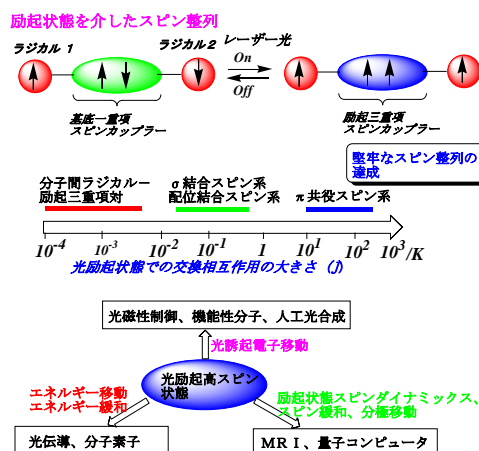 励起状態を介したスピン整列
ラジカル 1
ラジカル2
レーザー光
On
Off
基底一重項
スピンカップラー
励起三重項
スピンカップラー
堅牢なスピン整列の
達成
分子間ラジカルー
励起三重項対
σ結合スピン系
配位結合スピン系
π共役スピン系
10-4
10-3
10-2
10-1
1
101
102
103/K
光励起状態での交換相互作用の大きさ(J)
光磁性制御、機能性分子、人工光合成
光誘起電子移動
光励起高スピン
状態
エネルギー移動
エネルギー緩和
励起状態スピンダイナミックス、
スピン緩和、分極移動
光伝導、分子素子
MRI、量子コンピュータ